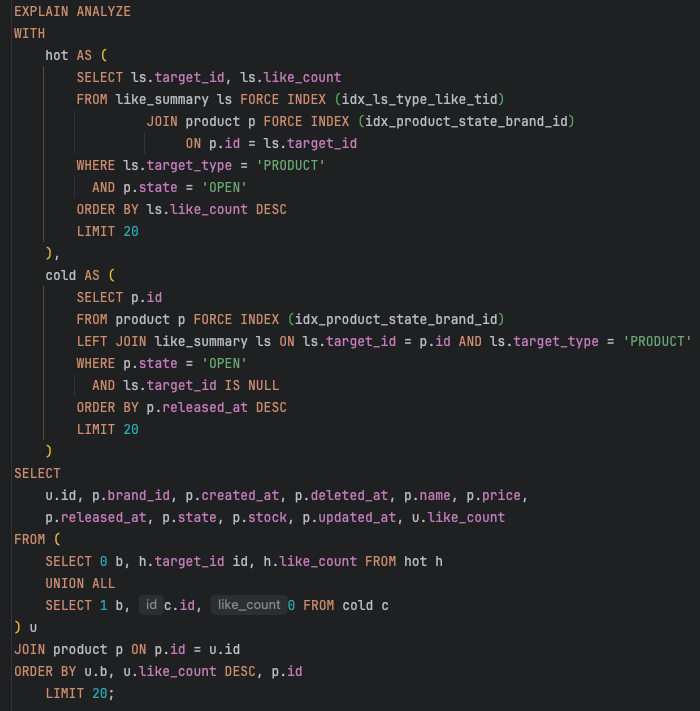 EXPLAIN ANALYZE
WITH
hot AS (
SELECT ls.target_id, ls.like_count
FROM like_summary ls FORCE INDEX (idx_ls_type_like_tid)
JOIN product p FORCE INDEX (idx_product_state_brand_id)
ON p.id = ls.target_id
WHERE ls.target_type = 'PRODUCT'
AND p.state = 'OPEN'
ORDER BY ls.like_count DESC
LIMIT 20
),
cold AS (
SELECT p.id
FROM product p FORCE INDEX (idx_product_state_brand_id)
LEFT JOIN like_summary ls ON ls.target_id = p.id AND ls.target_type = 'PRODUCT'
WHERE p.state = 'OPEN'
AND ls.target_id IS NULL
ORDER BY p.released_at DESC
LIMIT 20
)
SELECT
u.id, p.brand_id, p.created_at, p.deleted_at, p.name, p.price,
p.released_at, p.state, p.stock, p.updated_at, u.like_count
FROM (
SELECT 0 b, h.target_id id, h.like_count FROM hot h
UNION ALL
SELECT 1 b, id c.id, like_count 0 FROM cold c
) u
JOIN product p ON p.id = u.id
ORDER BY u.b, u.like_count DESC, p.id
LIMIT 20;